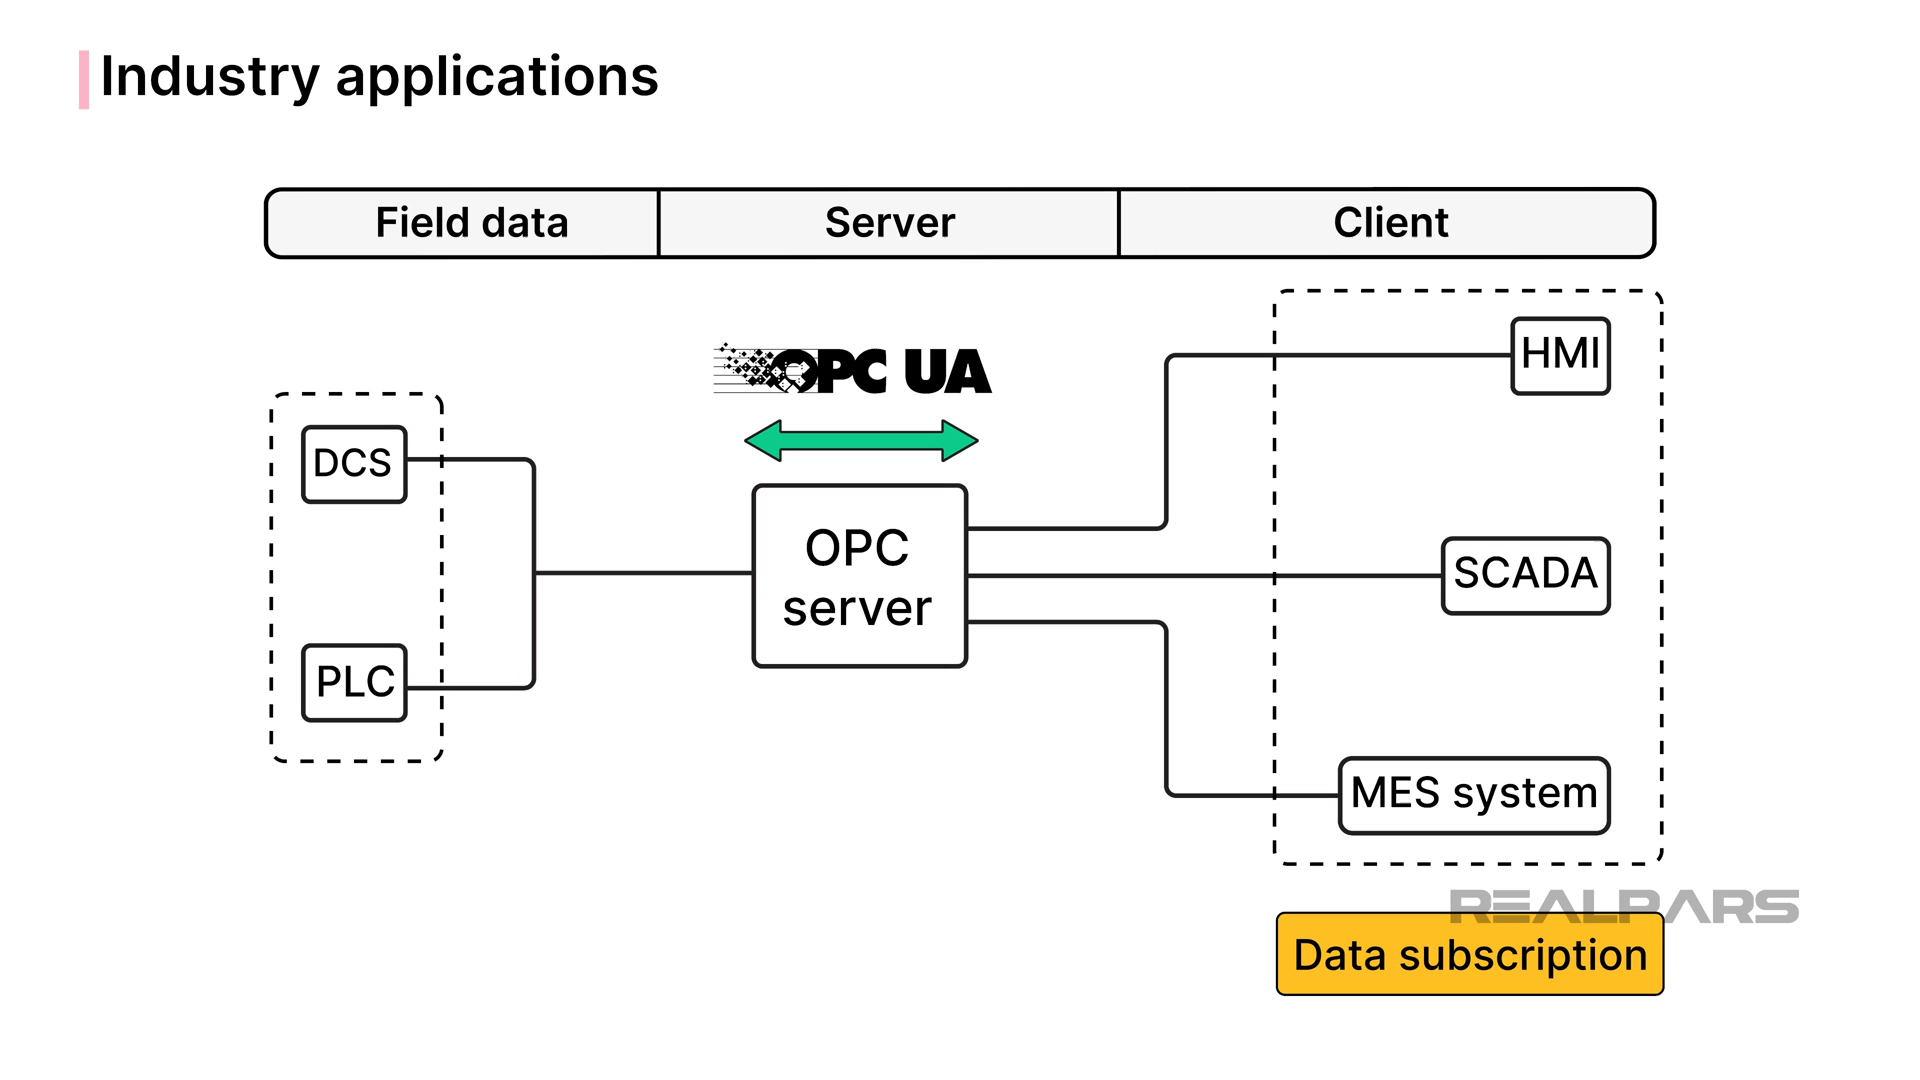 Industry applications
Field data
Server
Client
OPC UA
HMI
DCS
OPC
server
SCADA
PLC
MES system
REALPARS
Data subscription